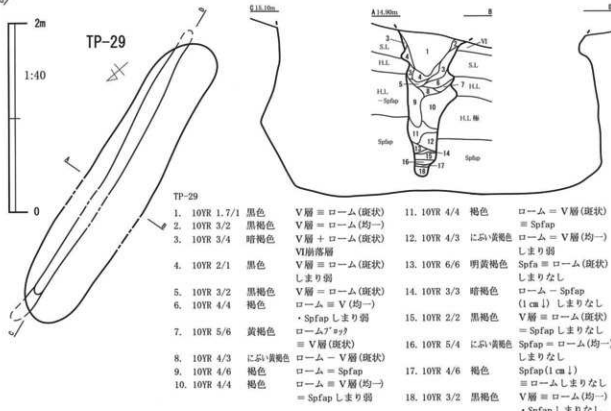 TP-29
2m
1:40
0
C 15.10m
A 14.90m
B
VI
S.L
S.L
H.L
H.L
H.L
-Spfap
H.L
Spfap
Spfap
TP-29
1. 10YR 1.7/1 黒色 V層≡ローム(斑状)
2. 10YR 3/2 黒褐色 V層=ローム(均一)
3. 10YR 3/4 暗褐色 V層+ローム(斑状)
VI崩落層
4. 10YR 2/1 黒色 V層≡ローム(斑状)
しまり弱
5. 10YR 3/2 黒褐色 V層=ローム(斑状)
6. 10YR 4/4 褐色 ローム≡V(均一)
・Spfapしまり弱
7. 10YR 5/6 黄褐色 ロームブロック
≡V層(斑状)
8. 10YR 4/3 にぶい黄褐色 ローム-V層(斑状)
9. 10YR 4/6 褐色 ローム=Spfap
10. 10YR 4/4 褐色 ローム≡V層(均一)
=Spfapしまり弱
11. 10YR 4/4 褐色 ローム=V層(斑状)
≡Spfap
12. 10YR 4/3 にぶい黄褐色 ローム=V層(均一)
しまり弱
13. 10YR 6/6 明黄褐色 Spfa≡ローム(斑状)
しまりなし
14. 10YR 3/3 暗褐色 ローム-Spfap
(1㎝↓)しまりなし
15. 10YR 2/2 黒褐色 V層≡ローム(斑状)
=Spfapしまりなし
16. 10YR 5/4 にぶい黄褐色 Spfap=ローム(均一)
しまりなし
17. 10YR 4/6 褐色 Spfap(1㎝↓)
≡ロームしまりなし
18. 10YR 3/2 黒褐色 V層≡ローム(均一)
・Spfapしまりなし